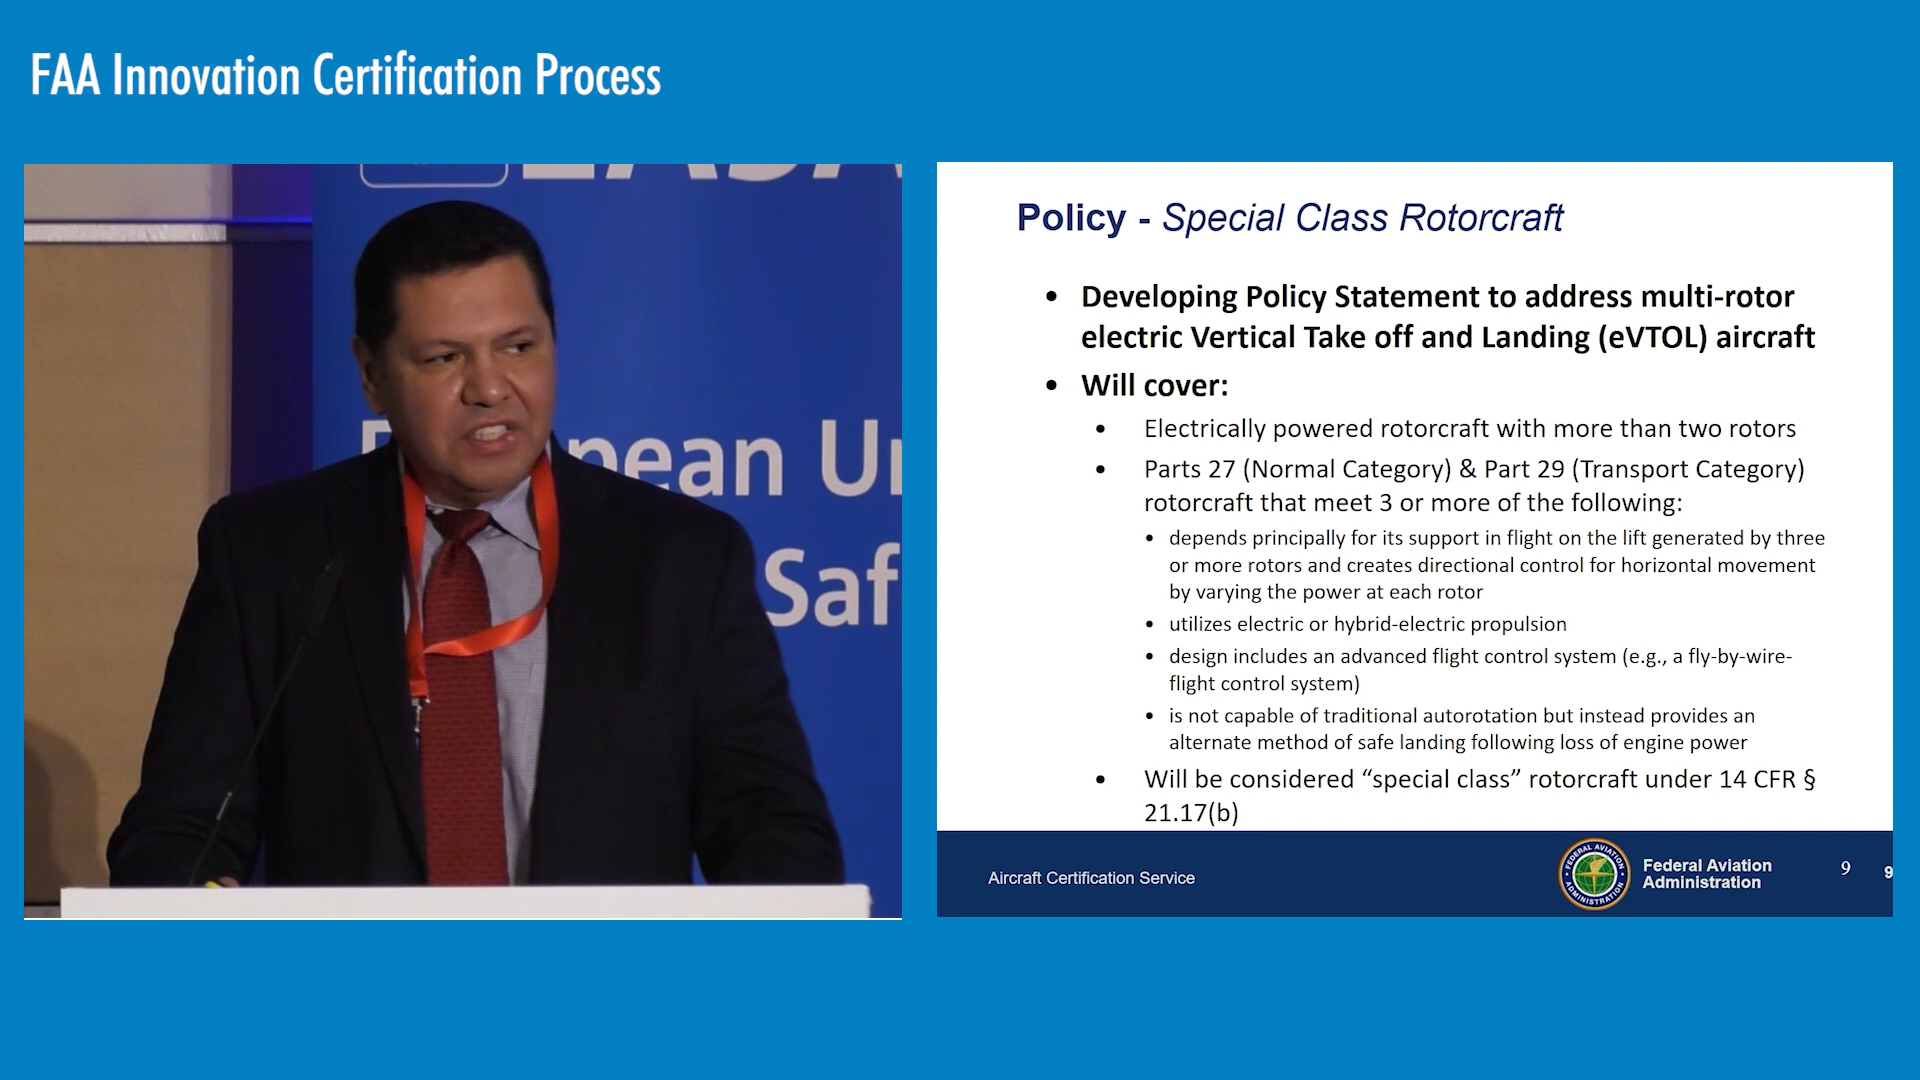 FAA Innovation Certification Process
Policy - Special Class Rotorcraft
• Developing Policy Statement to address multi-rotor
electric Vertical Take off and Landing (eVTOL) aircraft
• Will cover:
• Electrically powered rotorcraft with more than two rotors
• Parts 27 (Normal Category) & Part 29 (Transport Category)
rotorcraft that meet 3 or more of the following:
• depends principally for its support in flight on the lift generated by three
or more rotors and creates directional control for horizontal movement
by varying the power at each rotor
• utilizes electric or hybrid-electric propulsion
• design includes an advanced flight control system (e.g., a fly-by-wire-
flight control system)
• is not capable of traditional autorotation but instead provides an
alternate method of safe landing following loss of engine power
• Will be considered “special class” rotorcraft under 14 CFR §
21.17(b)
Aircraft Certification Service
FEDERAL AVIATION
ADMINISTRATION
Federal Aviation
Administration
9
9